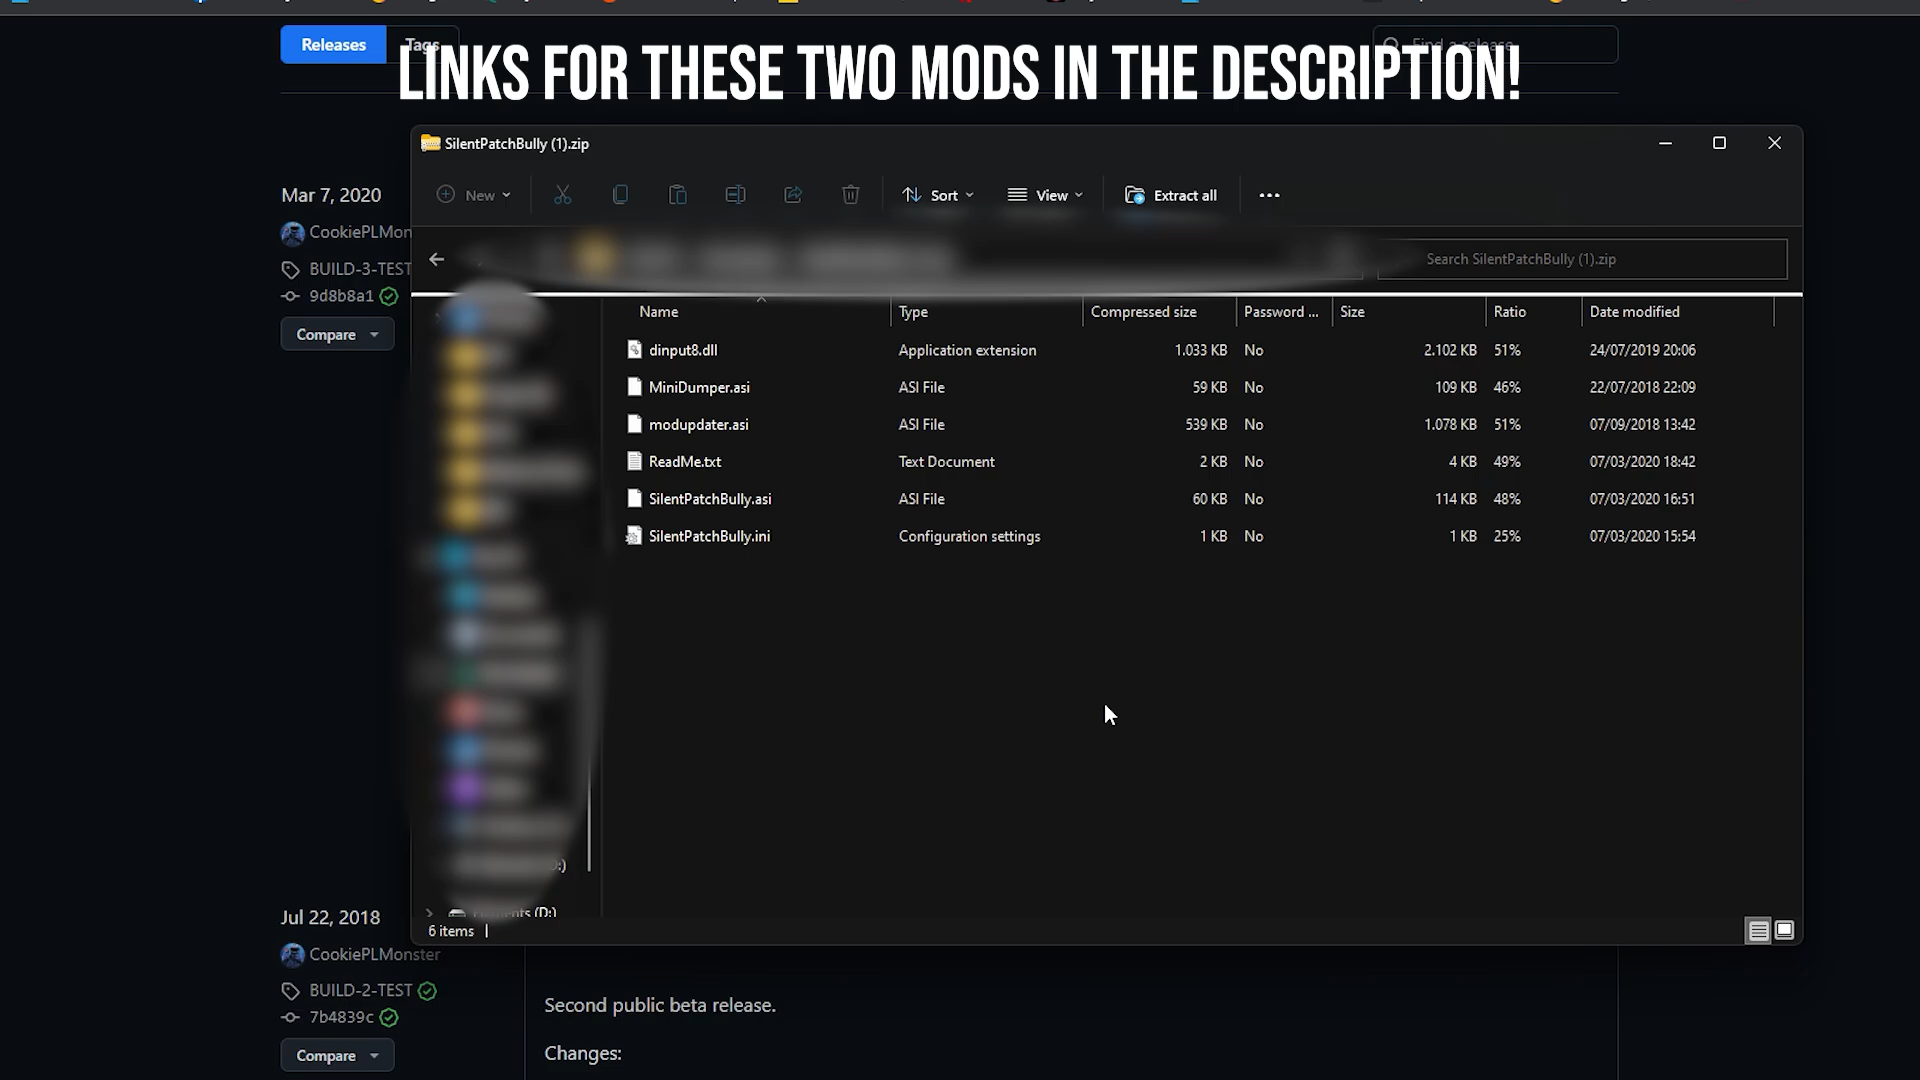 Releases
Tags
Find a release
LINKS FOR THESE TWO MODS IN THE DESCRIPTION!
SilentPatchBully (1).zip
New
Sort
View
Extract all
Search SilentPatchBully (1).zip
Mar 7, 2020
CookiePLMon
BUILD-3-TEST
9d8b8a1
Compare
Name Type Compressed size Password ... Size Ratio Date modified
dinput8.dll Application extension 1.033 KB No 2.102 KB 51% 24/07/2019 20:06
MiniDumper.asi ASI File 59 KB No 109 KB 46% 22/07/2018 22:09
modupdater.asi ASI File 539 KB No 1.078 KB 51% 07/09/2018 13:42
ReadMe.txt Text Document 2 KB No 4 KB 49% 07/03/2020 18:42
SilentPatchBully.asi ASI File 60 KB No 114 KB 48% 07/03/2020 16:51
SilentPatchBully.ini Configuration settings 1 KB No 1 KB 25% 07/03/2020 15:54
(D:)
6 items
Jul 22, 2018
CookiePLMonster
BUILD-2-TEST
7b4839c
Compare
Second public beta release.
Changes: